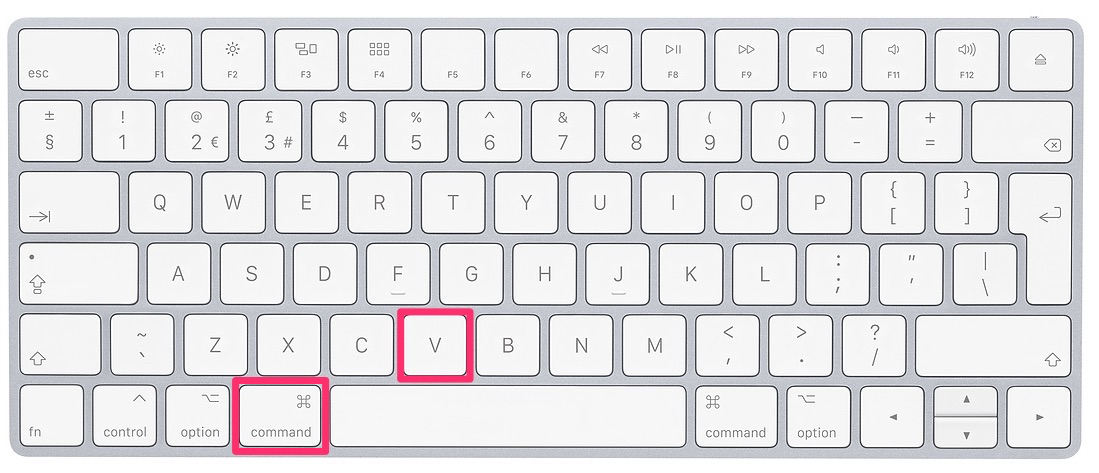 esc F1 F2 F3 F4 F5 F6 F7 F8 F9 F10 F11 F12
± ! @ £ $ % ^ & * ( ) — +
§ 1 2 € 3 # 4 5 6 7 8 9 0 - =
Q W E R T Y U I O P { [ } ]
A S D F G H J K L : ; " ' | \
~ ` Z X C V B N M < , > . ? /
fn control option ⌘ command ⌘ command option